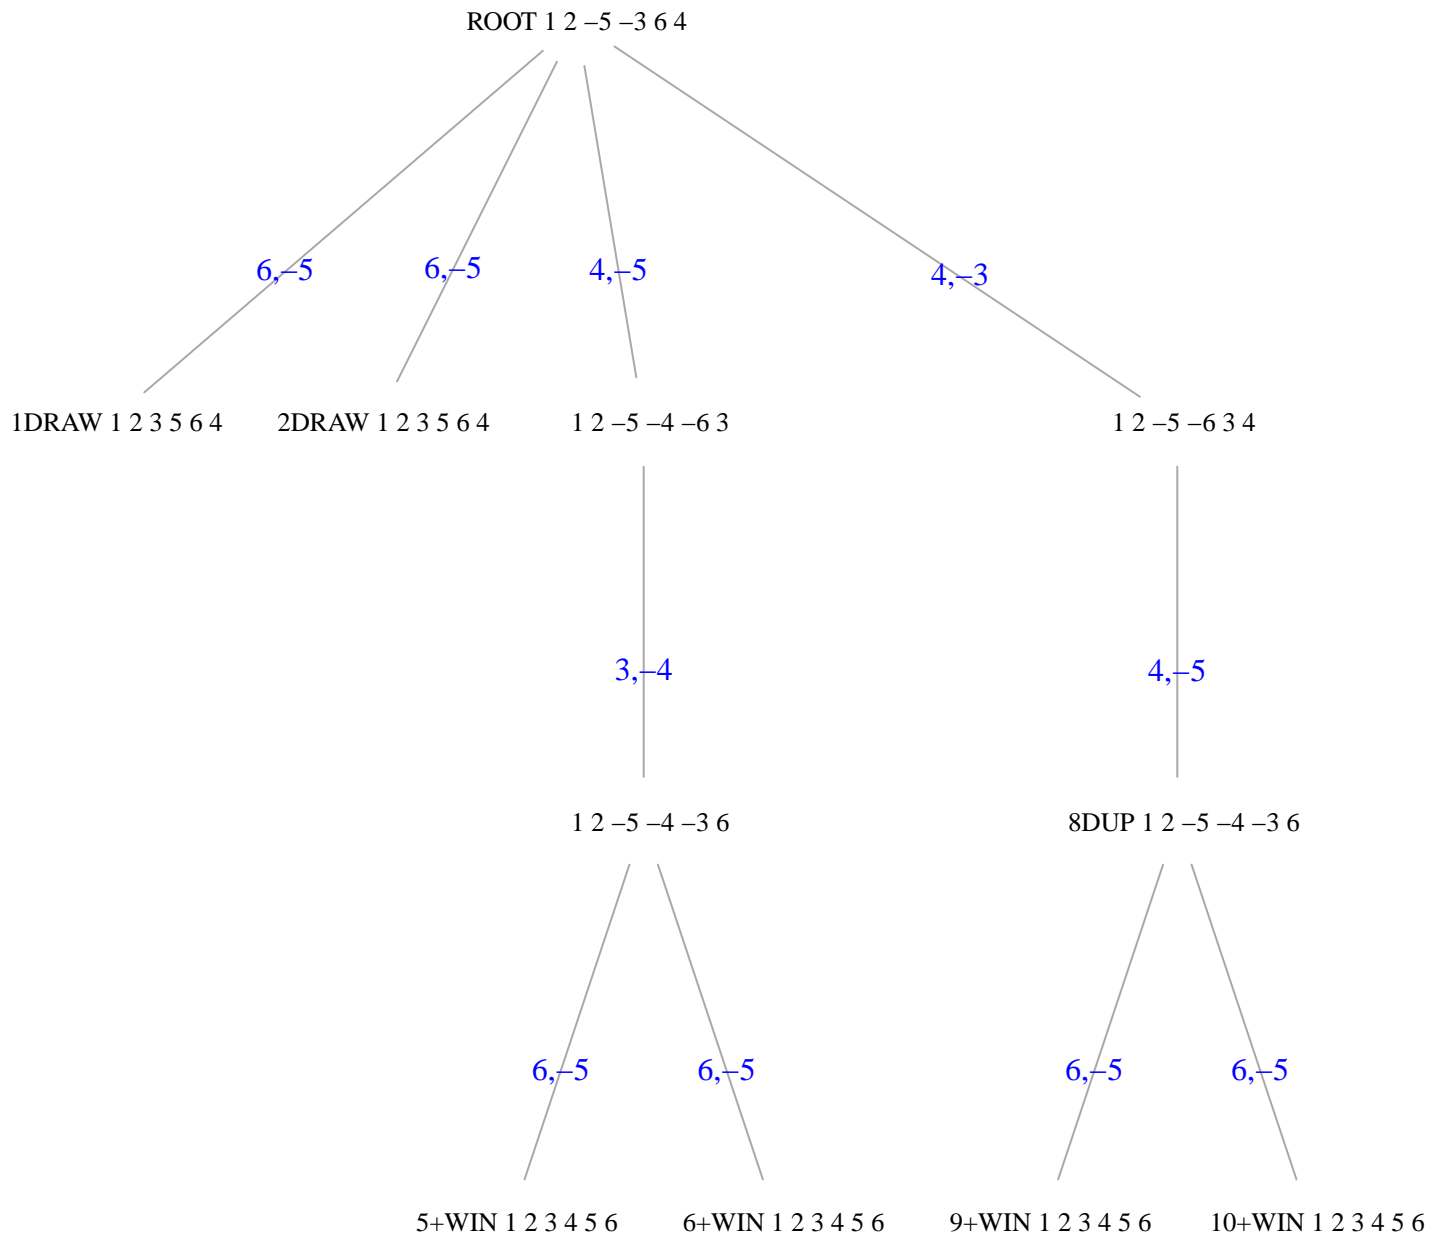 ROOT 1 2 –5 –3 6 4
6,–5
6,–5
4,–5
4,–3
1DRAW 1 2 3 5 6 4
2DRAW 1 2 3 5 6 4
1 2 –5 –4 –6 3
1 2 –5 –6 3 4
3,–4
4,–5
1 2 –5 –4 –3 6
8DUP 1 2 –5 –4 –3 6
6,–5
6,–5
6,–5
6,–5
5+WIN 1 2 3 4 5 6
6+WIN 1 2 3 4 5 6
9+WIN 1 2 3 4 5 6
10+WIN 1 2 3 4 5 6